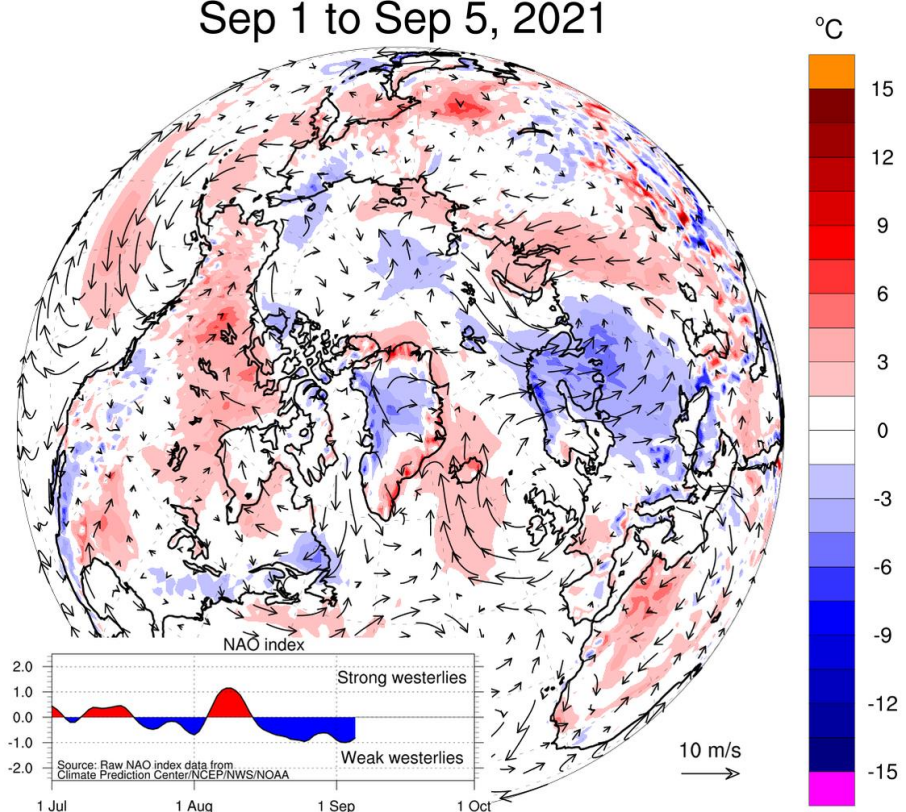 Sep 1 to Sep 5, 2021
°C
15
12
9
6
3
0
-3
-6
-9
-12
-15
10 m/s
NAO index
2.0
1.0
0.0
-1.0
-2.0
Strong westerlies
Weak westerlies
Source: Raw NAO index data from
Climate Prediction Center/NCEP/NWS/NOAA
1 Jul 1 Aug 1 Sep 1 Oct